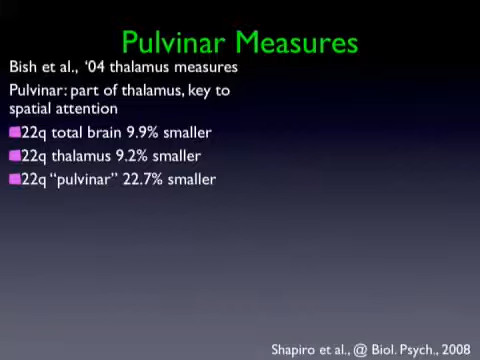 Pulvinar Measures
Bish et al., ‘04 thalamus measures
Pulvinar: part of thalamus, key to
spatial attention
22q total brain 9.9% smaller
22q thalamus 9.2% smaller
22q “pulvinar” 22.7% smaller
Shapiro et al., @ Biol. Psych., 2008